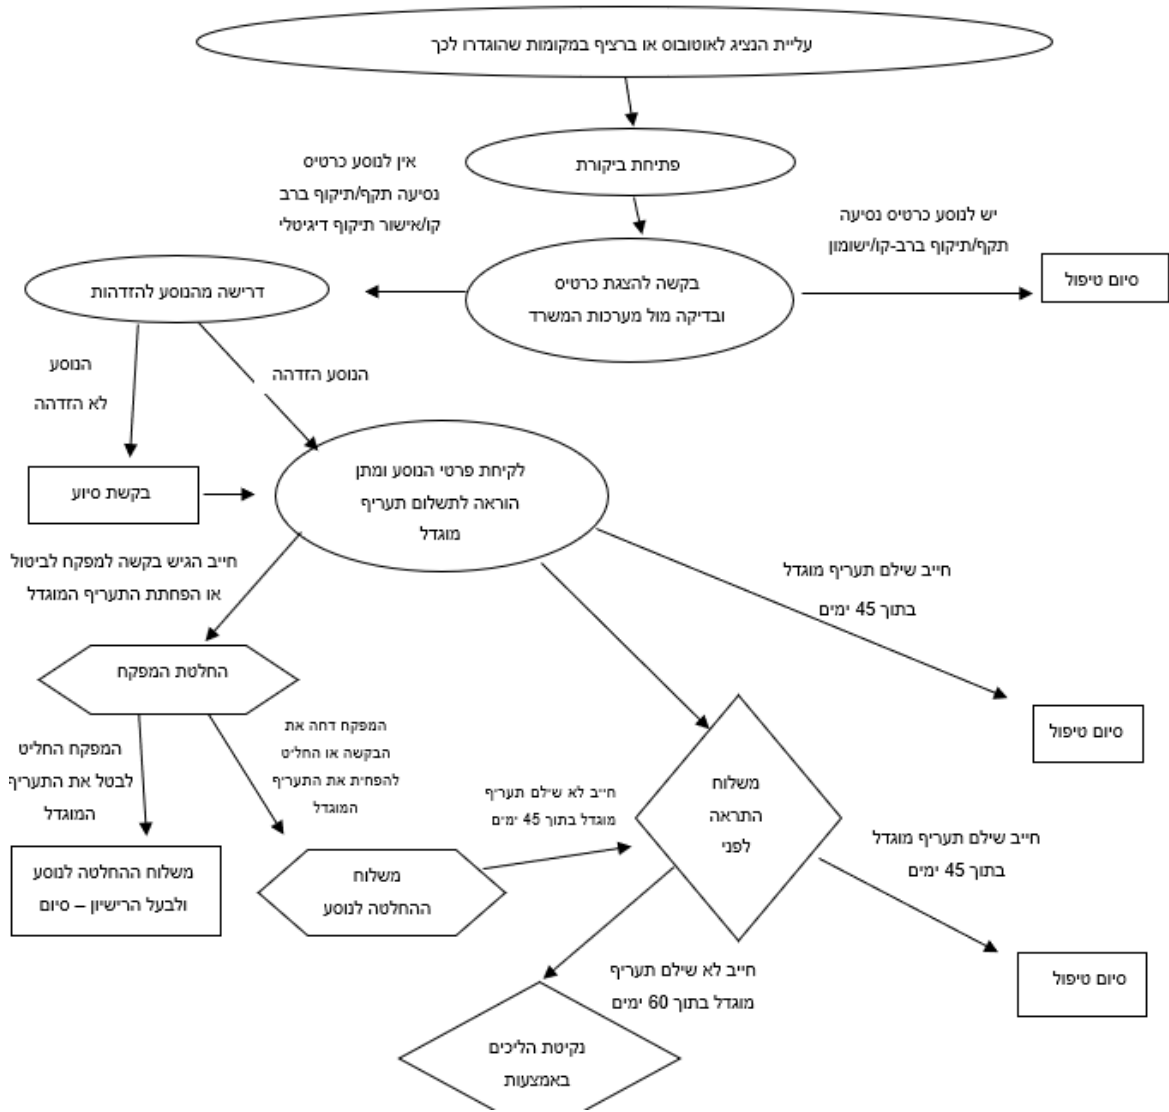 עליית הנציג לאוטובוס או ברציף במקומות שהוגדרו לכך
פתיחת ביקורת
אין לנוסע כרטיס
נסיעה תקף/תיקוף ברב
קו/אישור תיקוף דיגיטלי
יש לנוסע כרטיס נסיעה
תקף/תיקוף ברב-קו/ישומון
סיום טיפול
בקשה להצגת כרטיס
ובדיקה מול מערכות המשרד
דרישה מהנוסע להזדהות
הנוסע
לא הזדהה
הנוסע הזדהה
בקשת סיוע
לקיחת פרטי הנוסע ומתן
הוראה לתשלום תעריף
מוגדל
חייב הגיש בקשה למפקח לביטול
או הפחתת התעריף המוגדל
חייב שילם תעריף מוגדל
בתוך 45 ימים
החלטת המפקח
סיום טיפול
המפקח החליט
לבטל את התעריף
המוגדל
המפקח דחה את
הבקשה או החליט
להפחית את התעריף
המוגדל
חייב לא שילם תעריף
מוגדל בתוך 45 ימים
משלוח
התראה
לפני
חייב שילם תעריף מוגדל
בתוך 45 ימים
משלוח ההחלטה לנוסע
ולבעל הרישיון – סיום
משלוח
ההחלטה לנוסע
סיום טיפול
חייב לא שילם תעריף
מוגדל בתוך 60 ימים
נקיטת הליכים
באמצעות